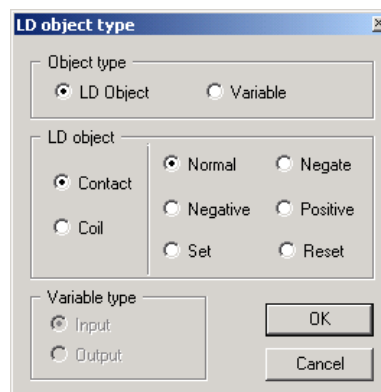 LD object type
Object type
LD Object Variable
LD object
Contact Normal Negate
Negative Positive
Coil
Set Reset
Variable type
Input
Output
OK
Cancel